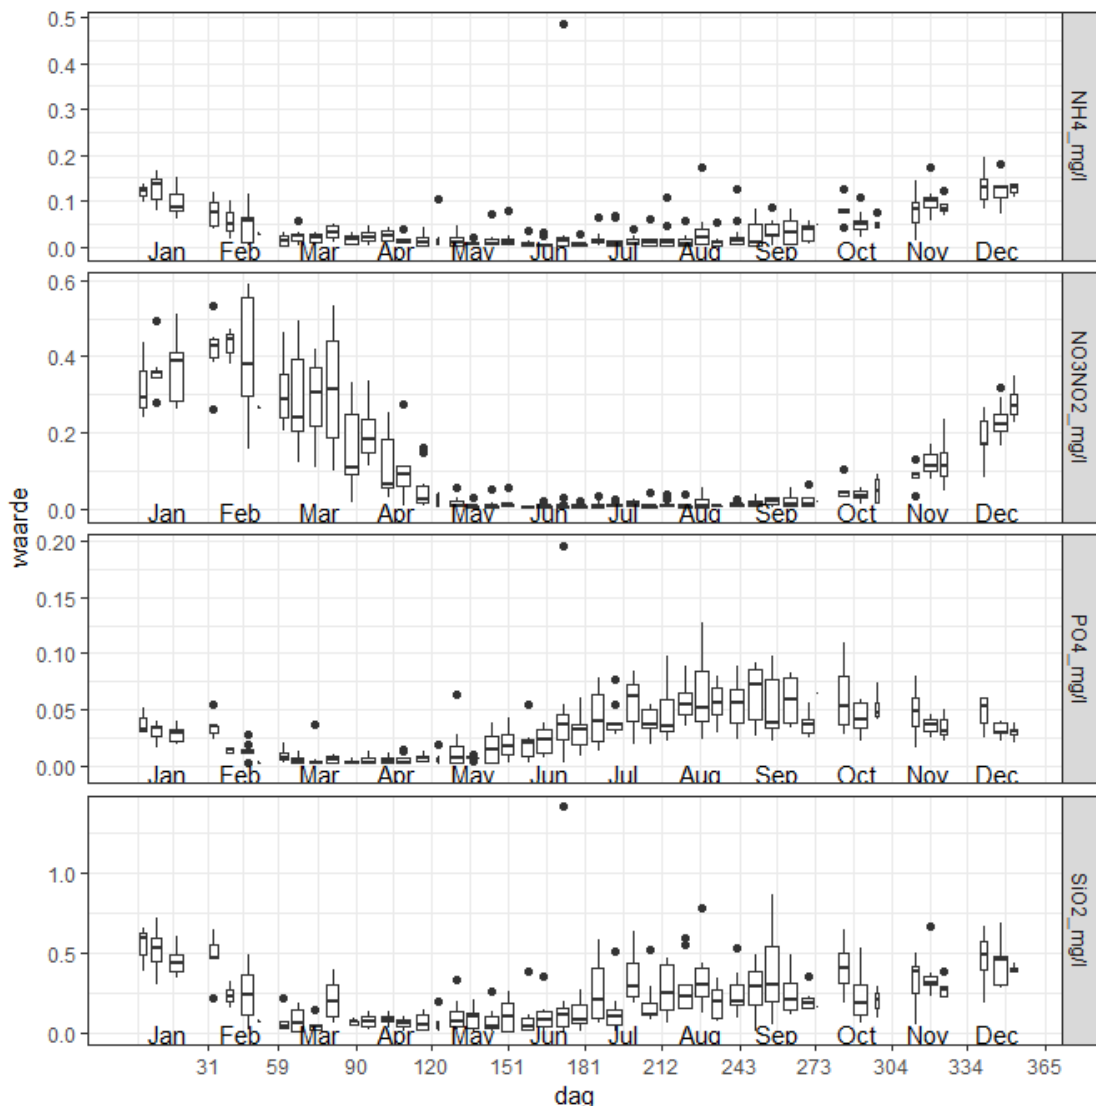 0.5
0.4
0.3
0.2
0.1
0.0
Jan Feb Mar Apr May Jun Jul Aug Sep Oct Nov Dec
NH4_mg/l
0.6
0.4
0.2
0.0
Jan Feb Mar Apr May Jun Jul Aug Sep Oct Nov Dec
NO3NO2_mg/l
waarde
0.20
0.15
0.10
0.05
0.00
Jan Feb Mar Apr May Jun Jul Aug Sep Oct Nov Dec
PO4_mg/l
1.0
0.5
0.0
Jan Feb Mar Apr May Jun Jul Aug Sep Oct Nov Dec
SiO2_mg/l
31 59 90 120 151 181 212 243 273 304 334 365
dag